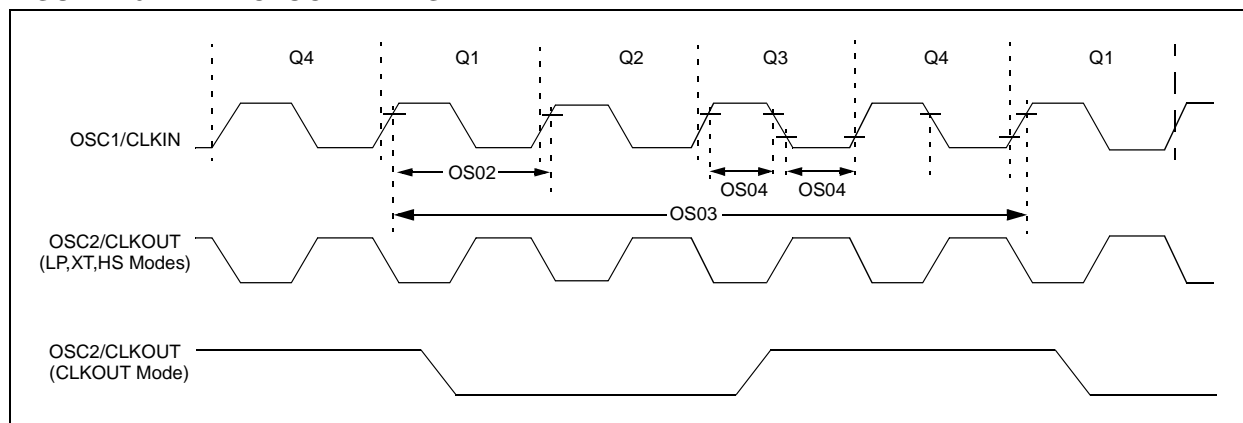 Q4 Q1 Q2 Q3 Q4 Q1
OSC1/CLKIN
OS02
OS04 OS04
OS03
OSC2/CLKOUT
(LP,XT,HS Modes)
OSC2/CLKOUT
(CLKOUT Mode)